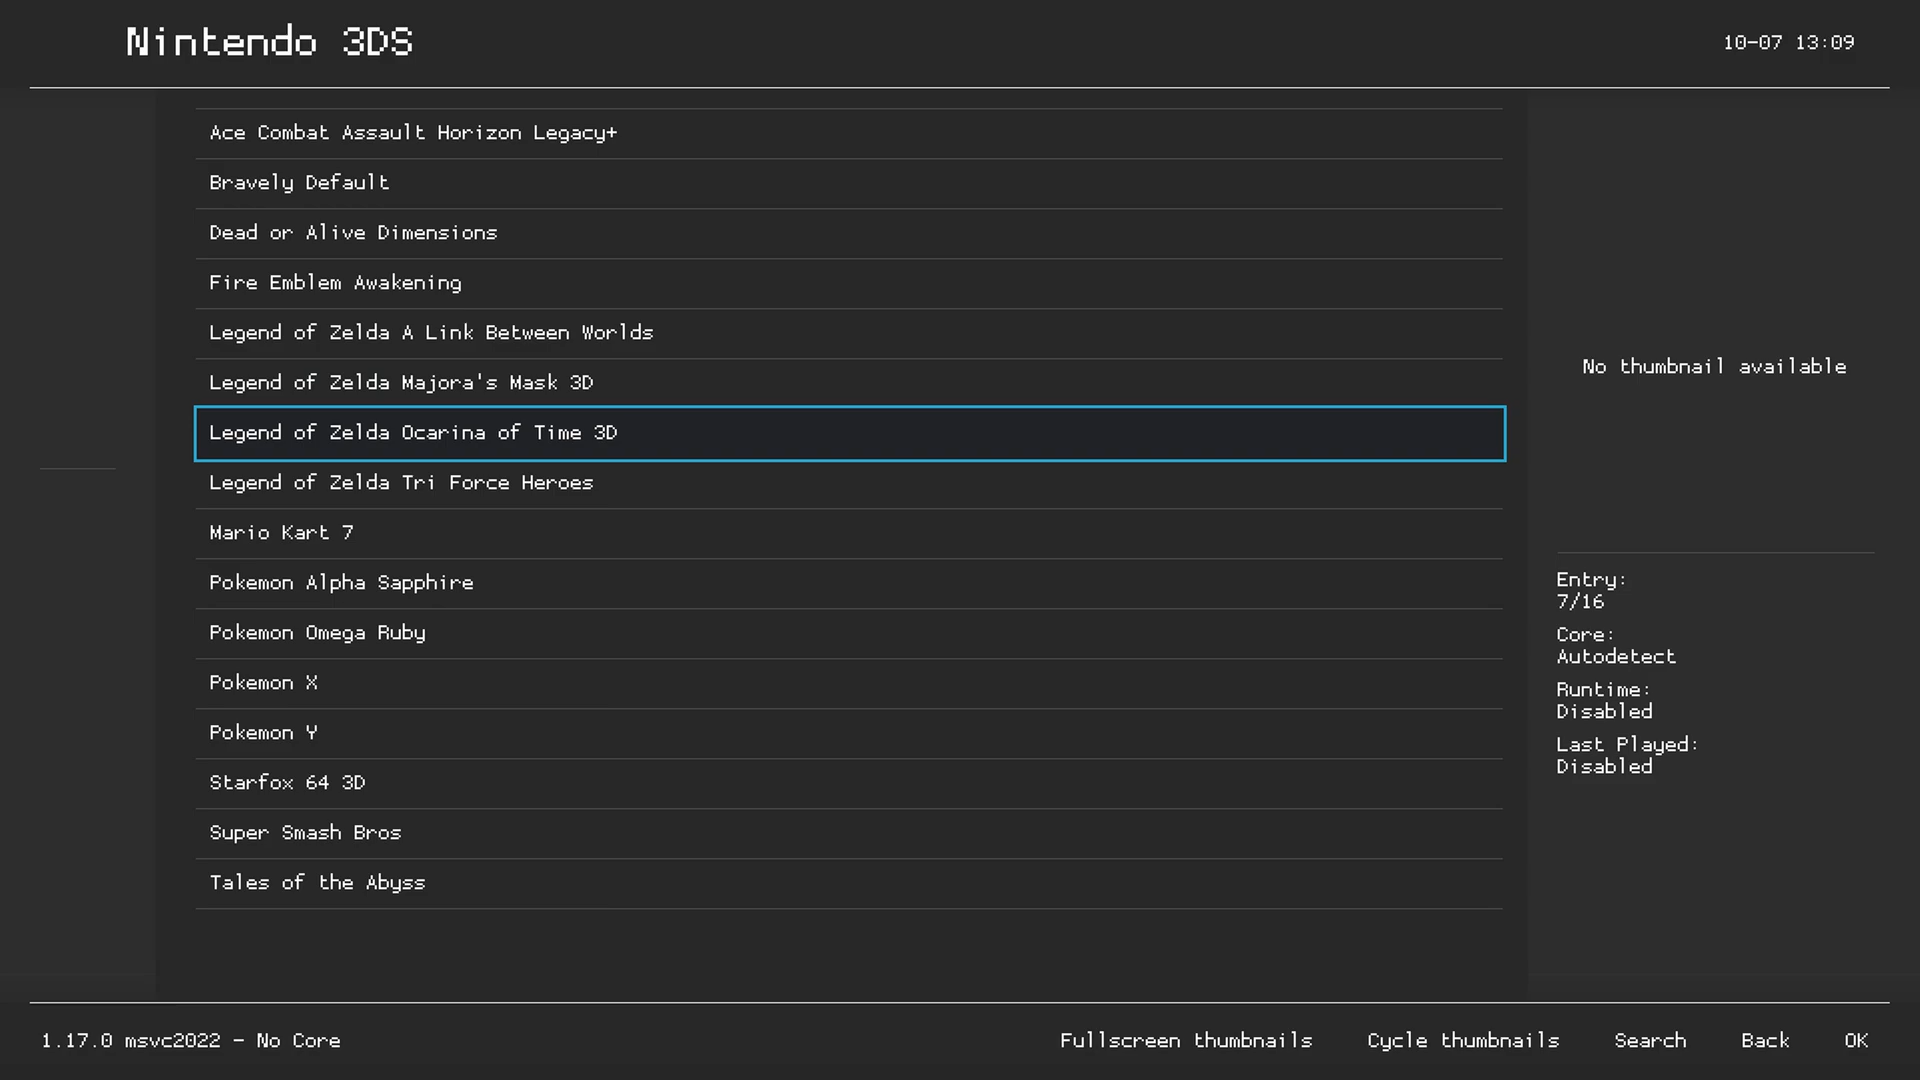 Nintendo 3DS
10-07 13:09
Ace Combat Assault Horizon Legacy+
Bravely Default
Dead or Alive Dimensions
Fire Emblem Awakening
Legend of Zelda A Link Between Worlds
Legend of Zelda Majora's Mask 3D
Legend of Zelda Ocarina of Time 3D
Legend of Zelda Tri Force Heroes
Mario Kart 7
Pokemon Alpha Sapphire
Pokemon Omega Ruby
Pokemon X
Pokemon Y
Starfox 64 3D
Super Smash Bros
Tales of the Abyss
No thumbnail available
Entry:
7/16
Core:
Autodetect
Runtime:
Disabled
Last Played:
Disabled
1.17.0 msvc2022 - No Core
Fullscreen thumbnails
Cycle thumbnails
Search
Back
OK